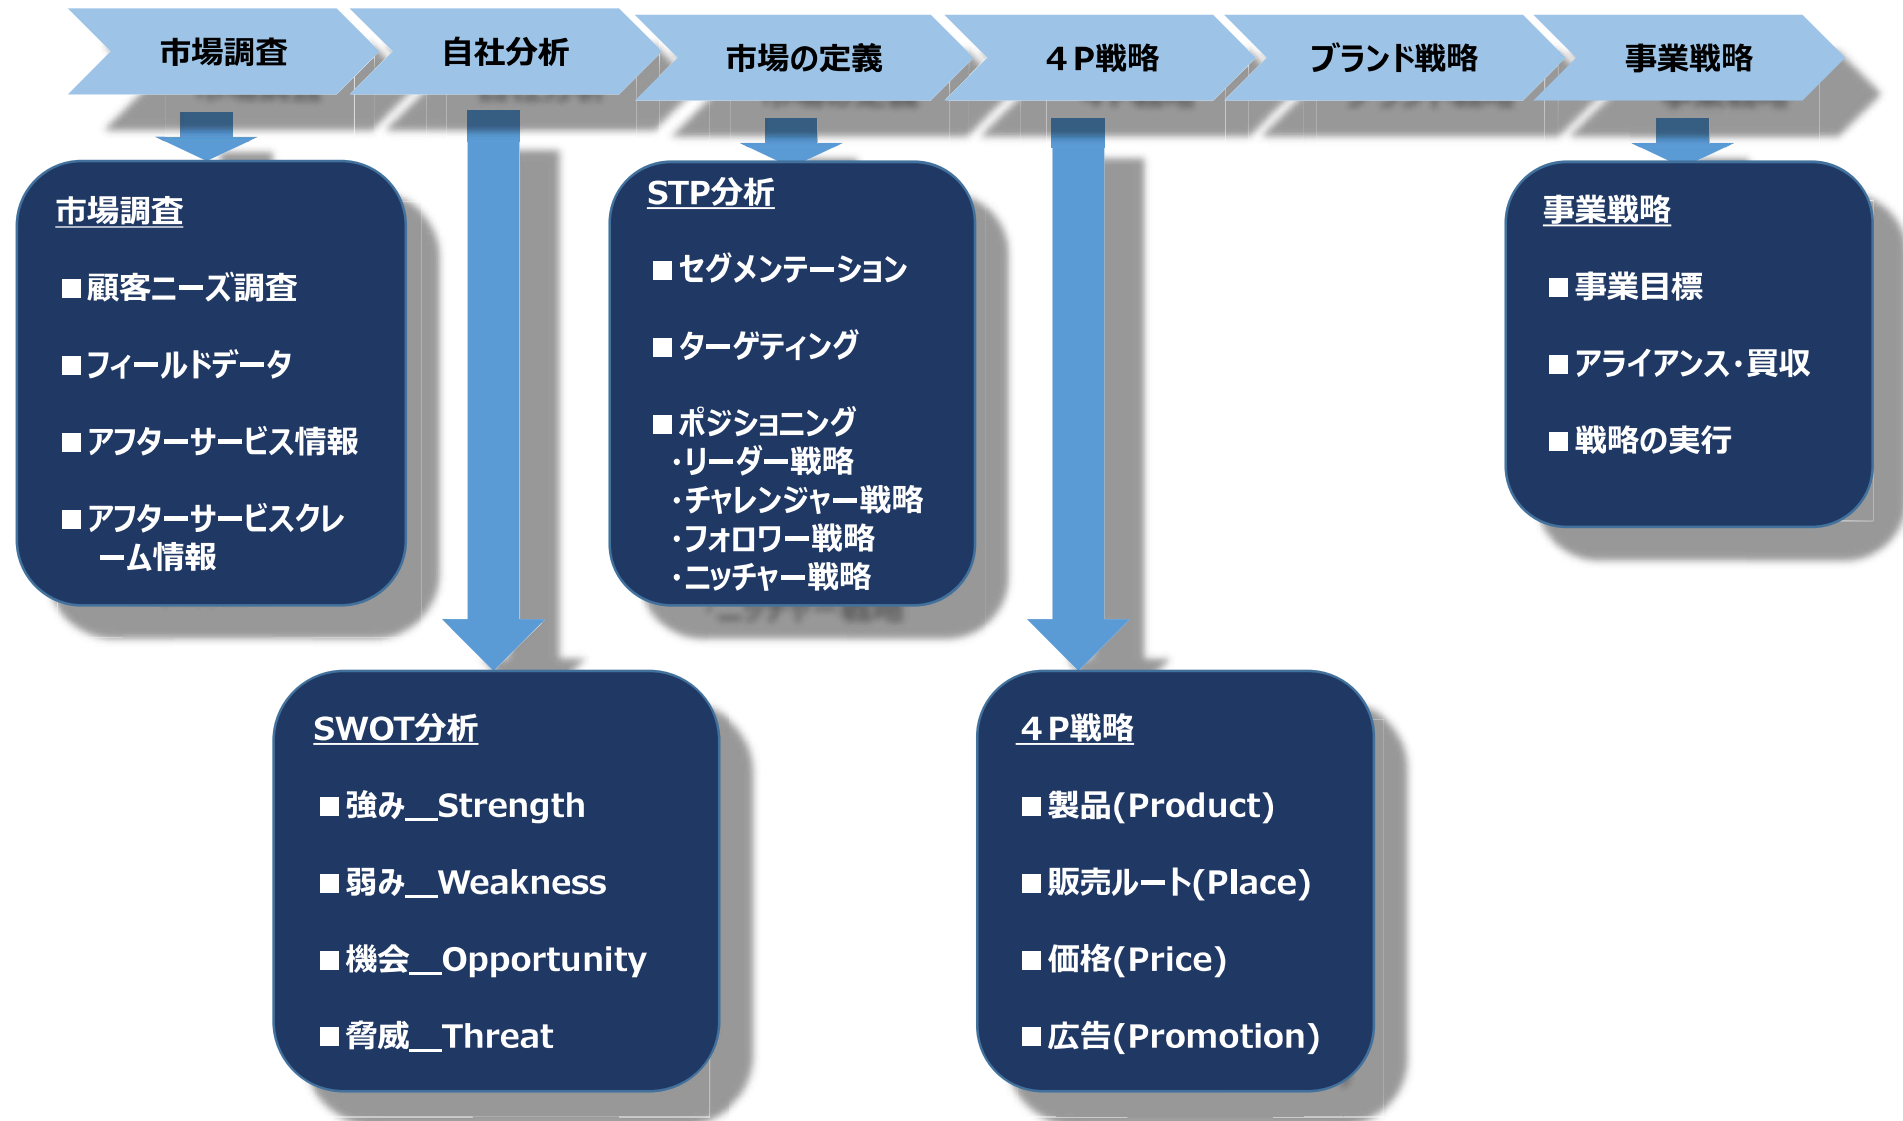 市場調査
自社分析
市場の定義
４Ｐ戦略
ブランド戦略
事業戦略
市場調査
■顧客ニーズ調査
■フィールドデータ
■アフターサービス情報
■アフターサービスクレ
ーム情報
STP分析
■セグメンテーション
■ターゲティング
■ポジショニング
・リーダー戦略
・チャレンジャー戦略
・フォロワー戦略
・ニッチャー戦略
事業戦略
■事業目標
■アライアンス・買収
■戦略の実行
SWOT分析
■強み__Strength
■弱み__Weakness
■機会__Opportunity
■脅威__Threat
４Ｐ戦略
■製品(Product)
■販売ルート(Place)
■価格(Price)
■広告(Promotion)